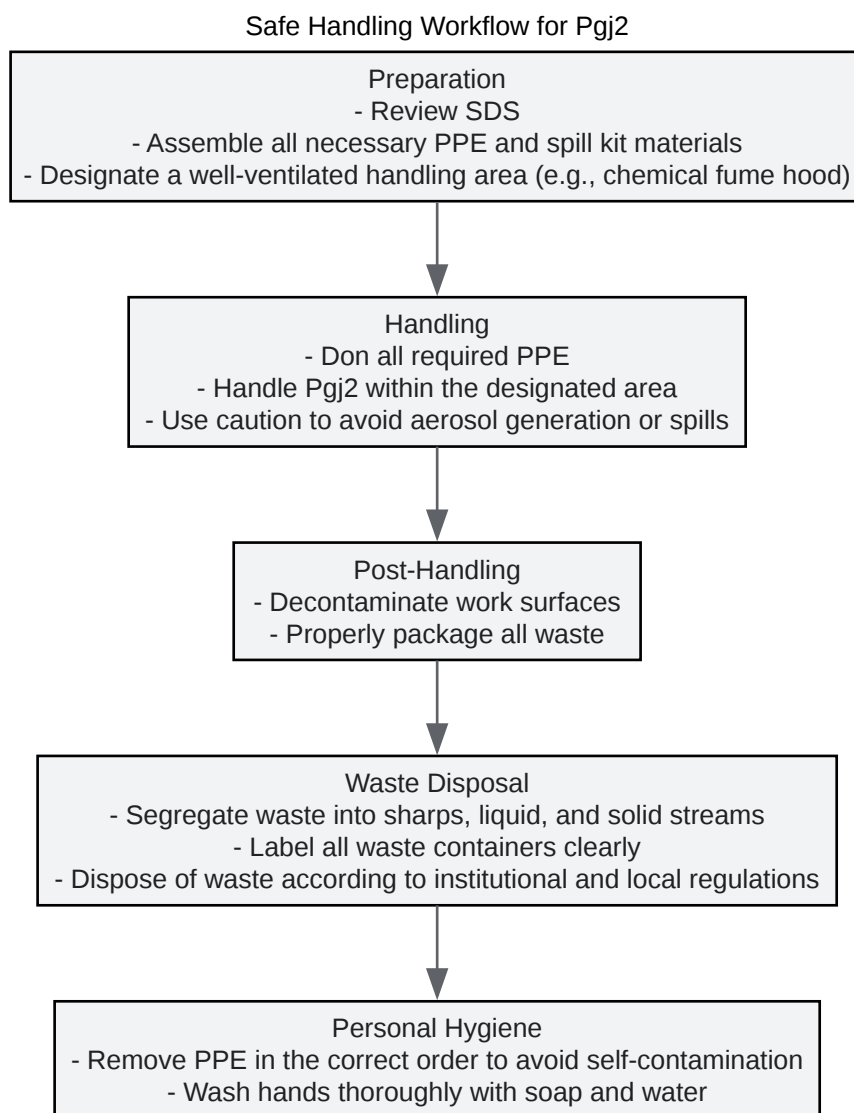 Safe Handling Workflow for Pgj2
Preparation
- Review SDS
- Assemble all necessary PPE and spill kit materials
- Designate a well-ventilated handling area (e.g., chemical fume hood)
Handling
- Don all required PPE
- Handle Pgj2 within the designated area
- Use caution to avoid aerosol generation or spills
Post-Handling
- Decontaminate work surfaces
- Properly package all waste
Waste Disposal
- Segregate waste into sharps, liquid, and solid streams
- Label all waste containers clearly
- Dispose of waste according to institutional and local regulations
Personal Hygiene
- Remove PPE in the correct order to avoid self-contamination
- Wash hands thoroughly with soap and water